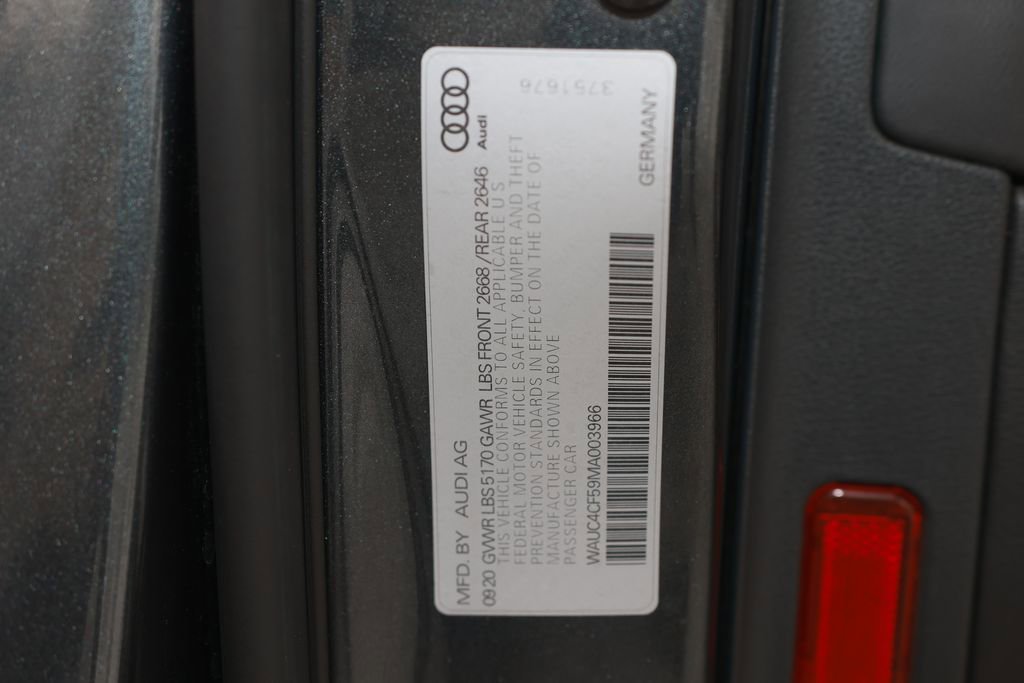 Audi
MFD. BY AUDI AG
0920 GVWR LBS 5170 GAWR LBS FRONT 2668/REAR 2646
THIS VEHICLE CONFORMS TO ALL APPLICABLE U S
FEDERAL MOTOR VEHICLE SAFETY, BUMPER AND THEFT
PREVENTION STANDARDS IN EFFECT ON THE DATE OF
MANUFACTURE SHOWN ABOVE
PASSENGER CAR
WAUC4CF59MA003966
GERMANY
3751676